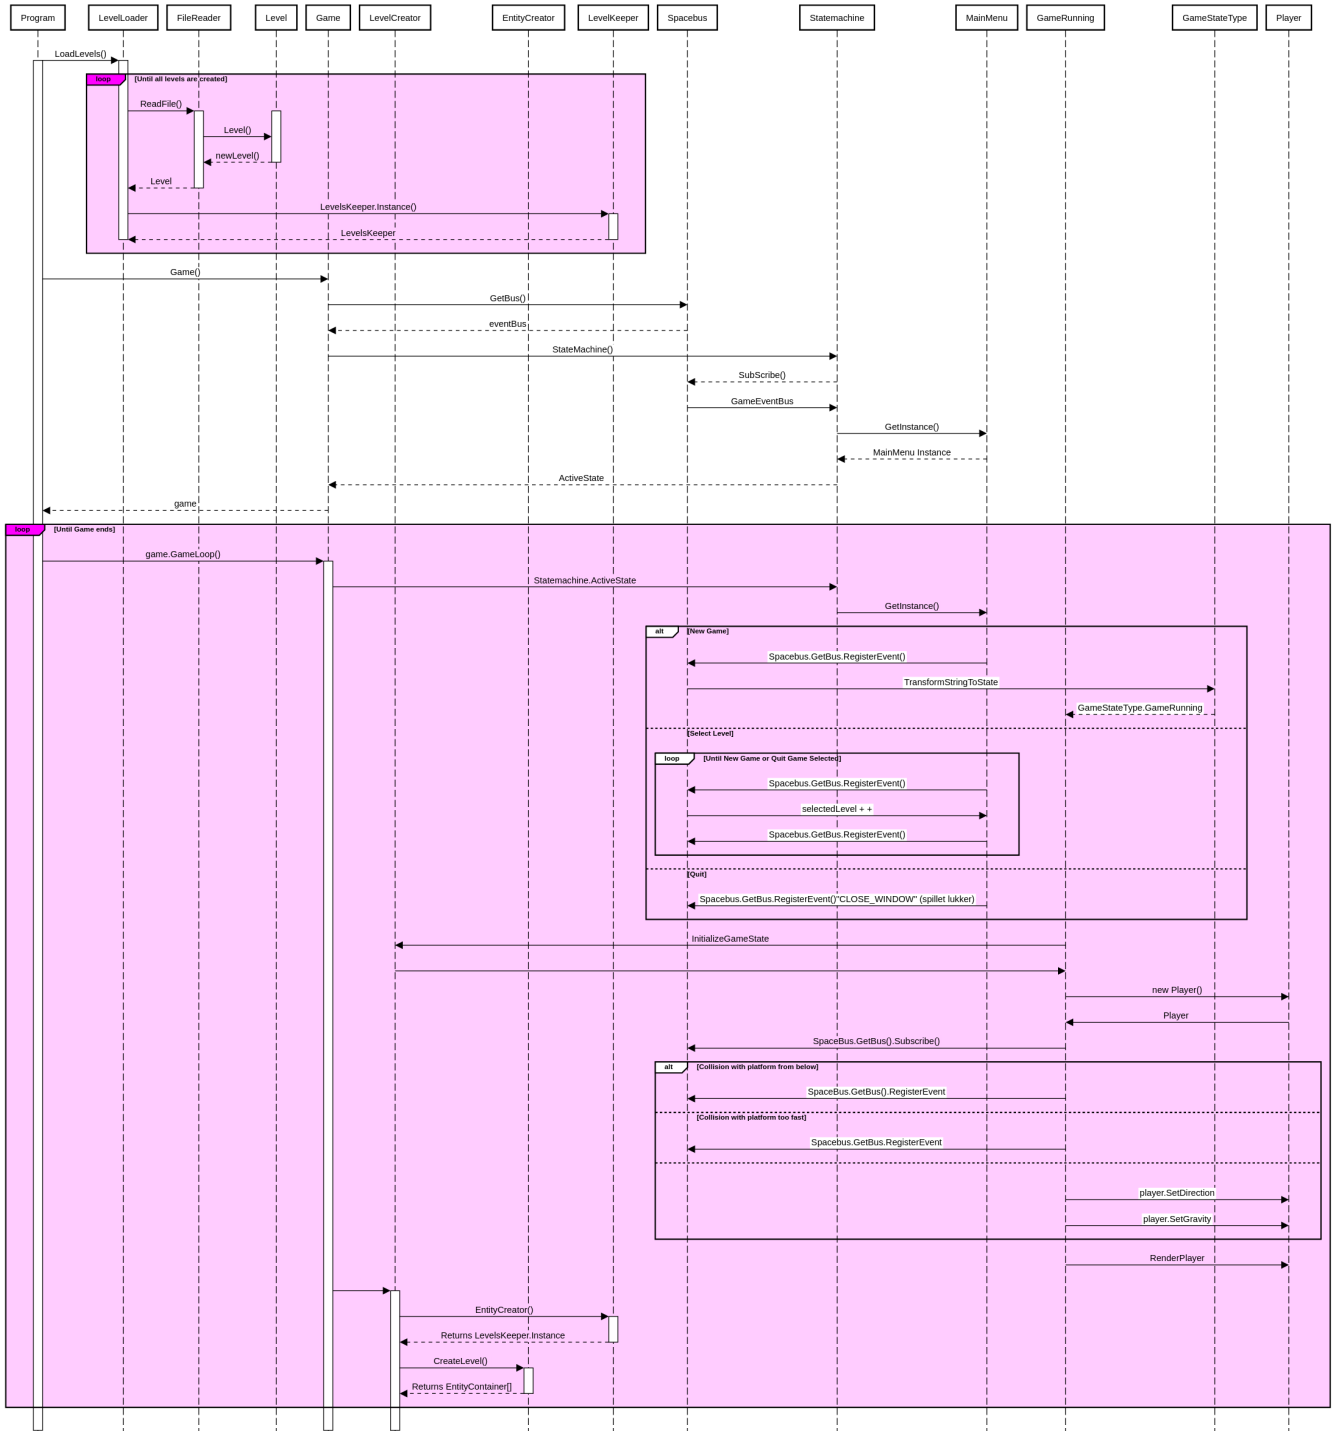 Program
LevelLoader
FileReader
Level
Game
LevelCreator
EntityCreator
LevelKeeper
Spacebus
Statemachine
MainMenu
GameRunning
GameStateType
Player
LoadLevels()
loop
[Until all levels are created]
ReadFile()
Level()
newLevel()
Level
LevelsKeeper.Instance()
LevelsKeeper
Game()
GetBus()
eventBus
StateMachine()
SubScribe()
GameEventBus
GetInstance()
MainMenu Instance
ActiveState
game
loop
[Until Game ends]
game.GameLoop()
Statemachine.ActiveState
GetInstance()
alt
[New Game]
Spacebus.GetBus.RegisterEvent()
TransformStringToState
GameStateType.GameRunning
[Select Level]
loop
[Until New Game or Quit Game Selected]
Spacebus.GetBus.RegisterEvent()
selectedLevel + +
Spacebus.GetBus.RegisterEvent()
[Quit]
Spacebus.GetBus.RegisterEvent()"CLOSE_WINDOW" (spillet lukker)
InitializeGameState
new Player()
Player
SpaceBus.GetBus().Subscribe()
alt
[Collision with platform from below]
SpaceBus.GetBus().RegisterEvent
[Collision with platform too fast]
Spacebus.GetBus.RegisterEvent
player.SetDirection
player.SetGravity
RenderPlayer
EntityCreator()
Returns LevelsKeeper.Instance
CreateLevel()
Returns EntityContainer[]